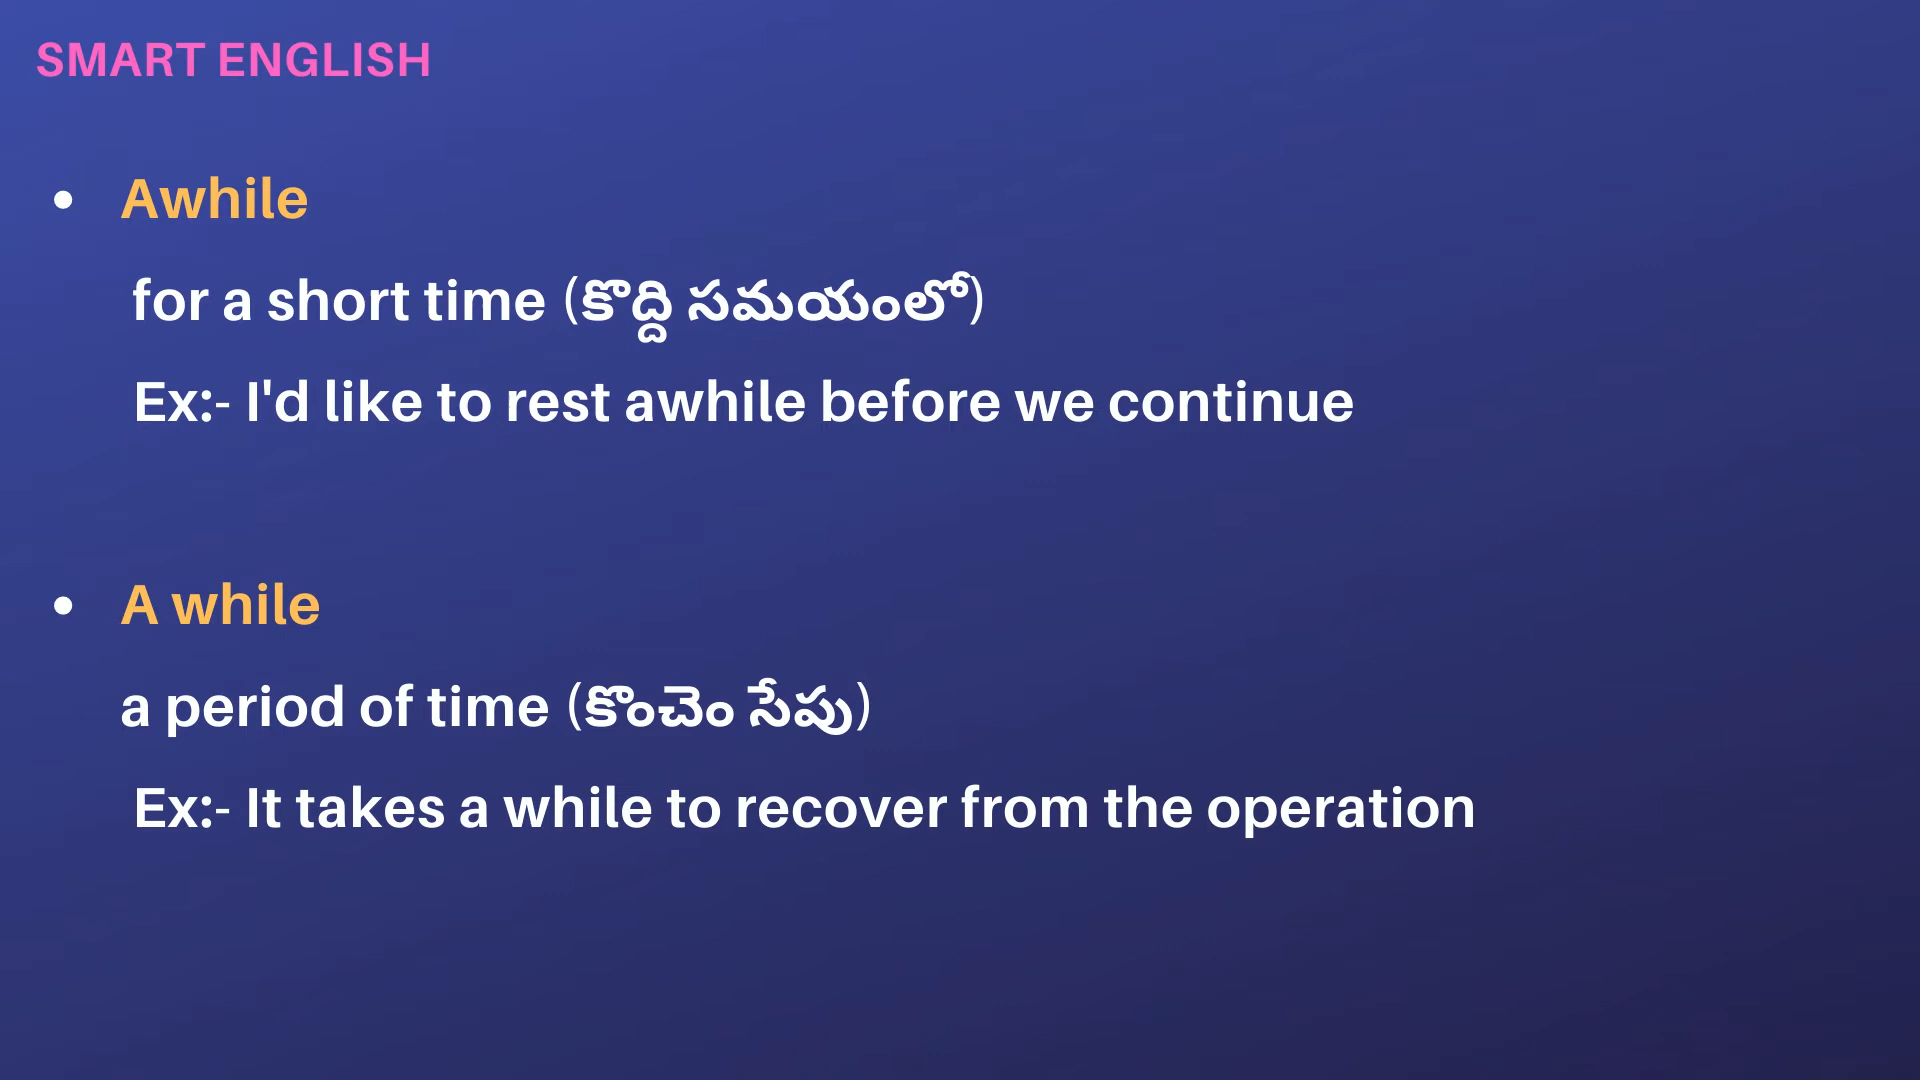 SMART ENGLISH
• Awhile
for a short time (కొద్ది సమయంలో)
Ex:- I'd like to rest awhile before we continue
• A while
a period of time (కొంచెం సేపు)
Ex:- It takes a while to recover from the operation